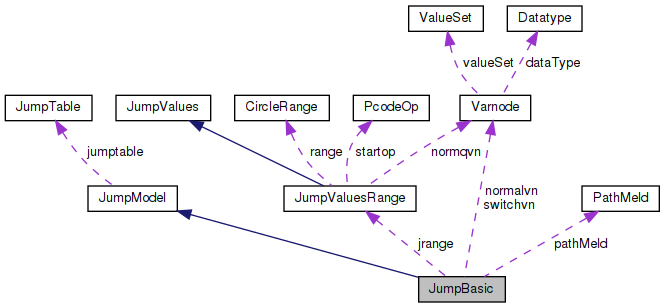 ValueSet
Datatype
valueSet
dataType
JumpTable
JumpValues
CircleRange
PcodeOp
Varnode
jumptable
range
startop
normqvn
JumpModel
JumpValuesRange
normalvn
switchvn
PathMeld
jrange
pathMeld
JumpBasic